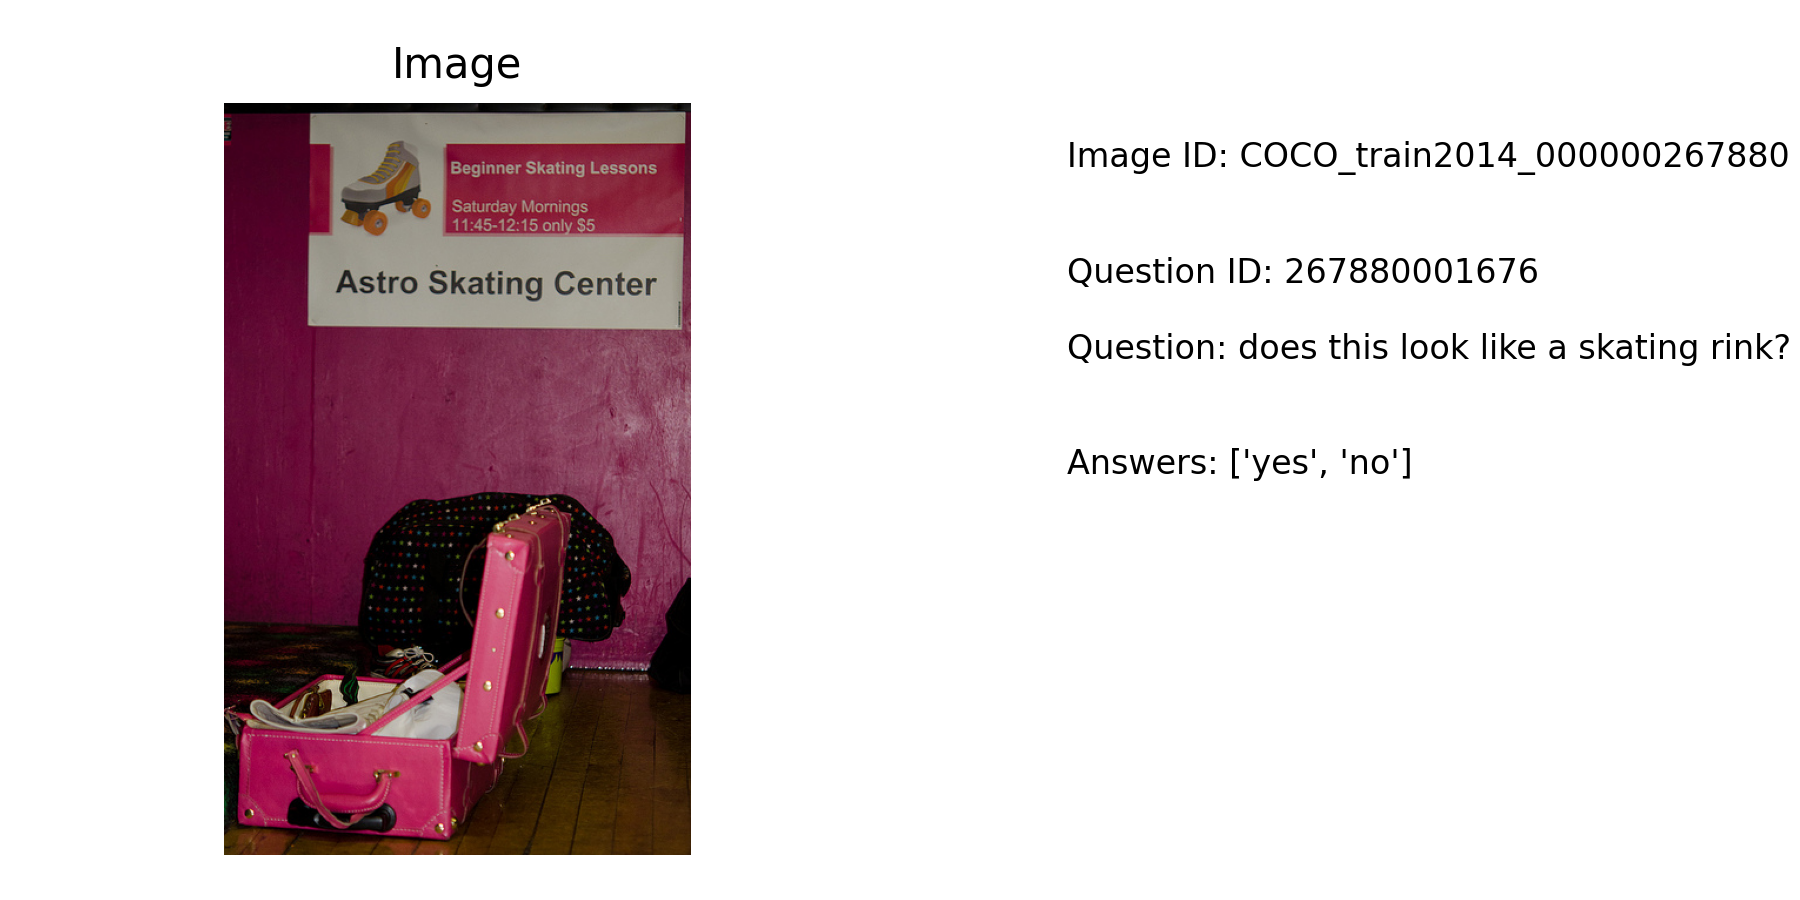 Image
Beginner Skating Lessons
Saturday Mornings
11:45-12:15 only $5
Astro Skating Center
Image ID: COCO_train2014_000000267880
Question ID: 267880001676
Question: does this look like a skating rink?
Answers: ['yes', 'no']